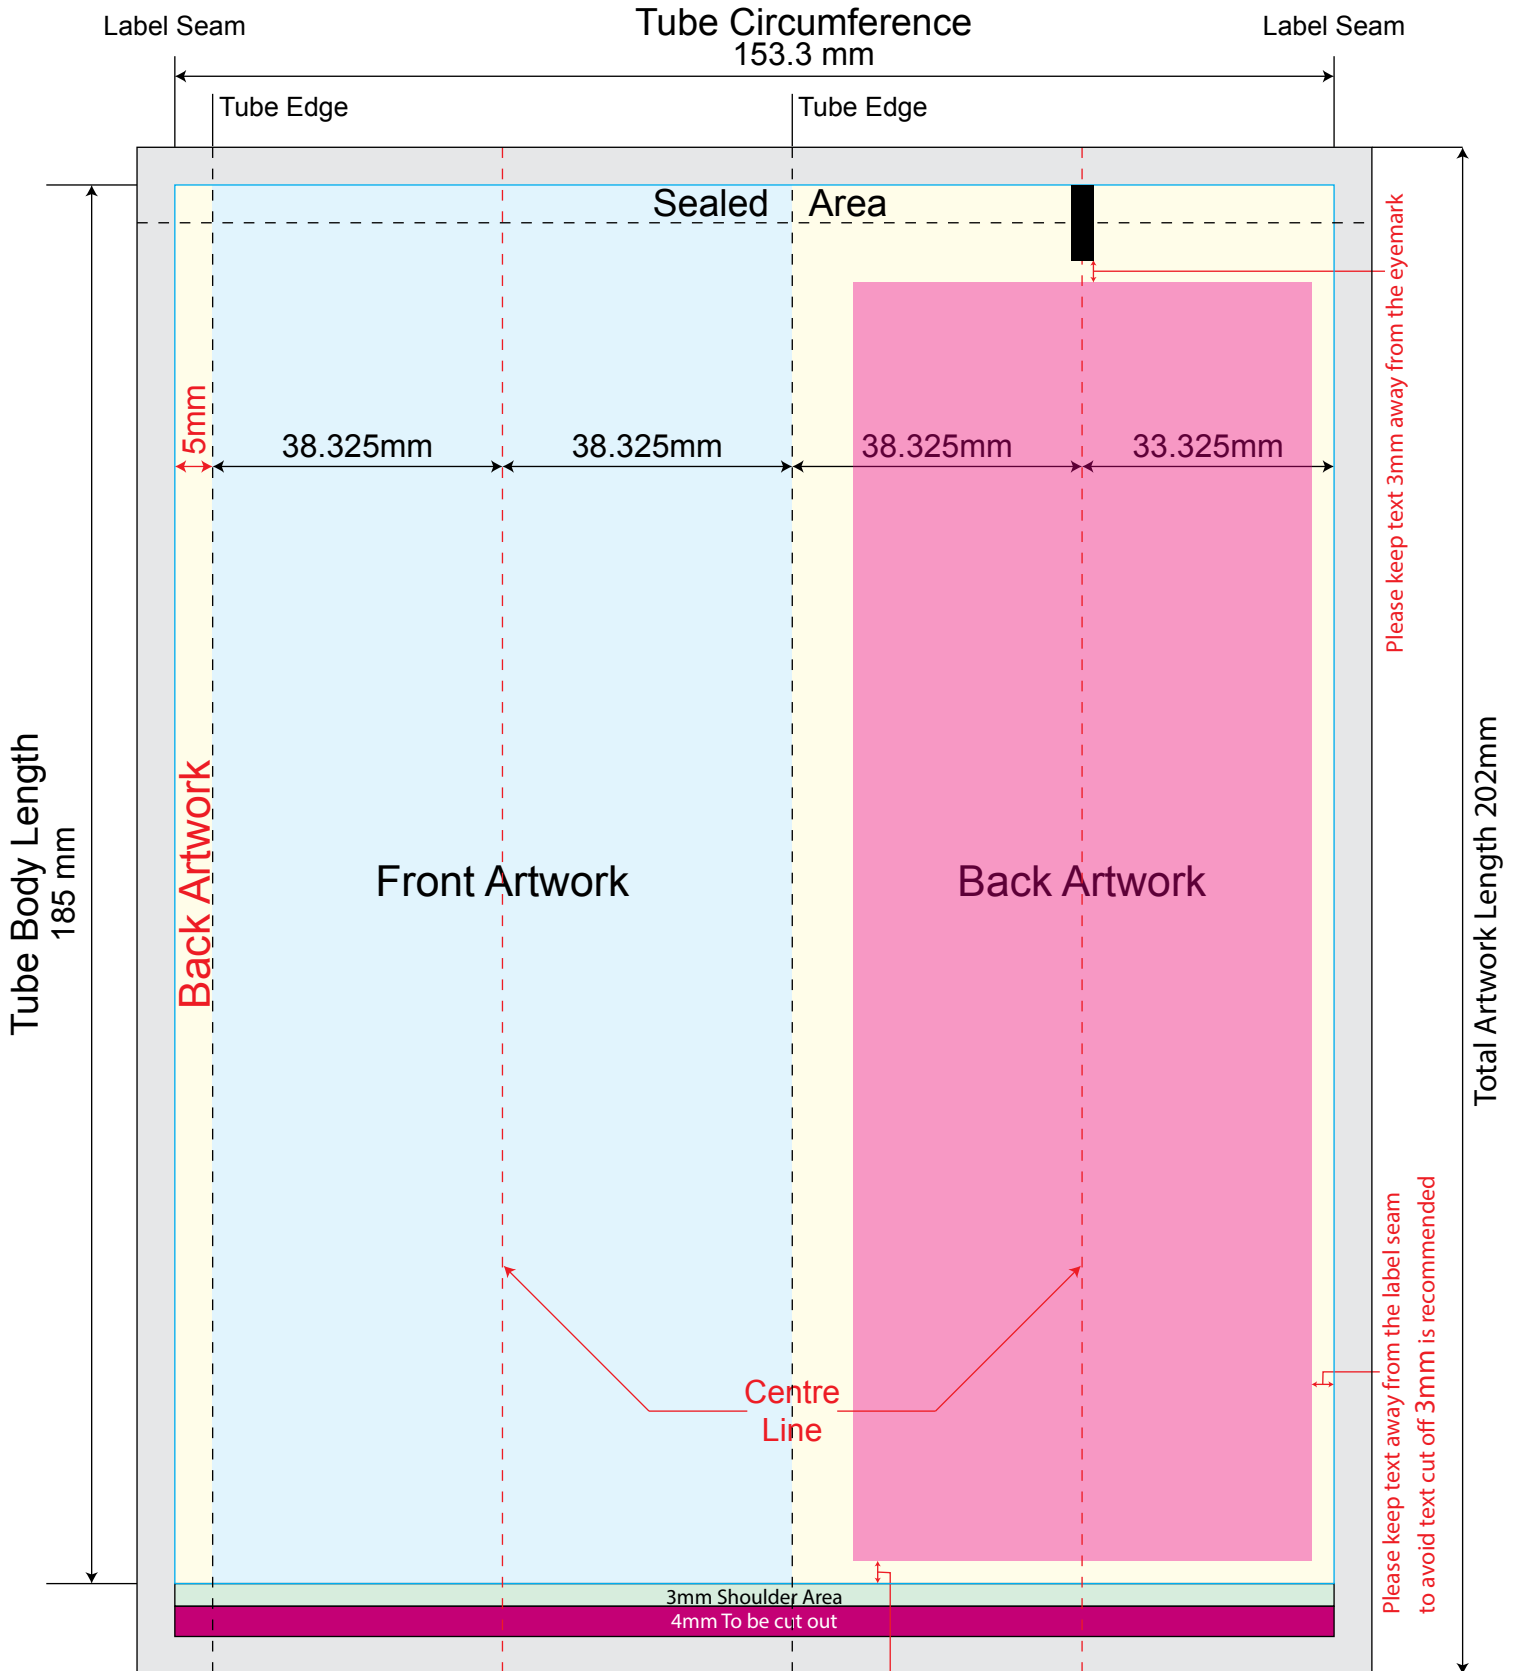 Tube Circumference
Label Seam
Label Seam
153.3 mm
Tube Edge
Tube Edge
Sealed Area
Please keep text 3mm away from the eyemark
5mm
38.325mm
38.325mm
38.325mm
33.325mm
Tube Body Length
185 mm
Back Artwork
Front Artwork
Back Artwork
Total Artwork Length 202mm
Please keep text away from the label seam
to avoid text cut off 3mm is recommended
Centre
Line
3mm Shoulder Area
4mm To be cut out